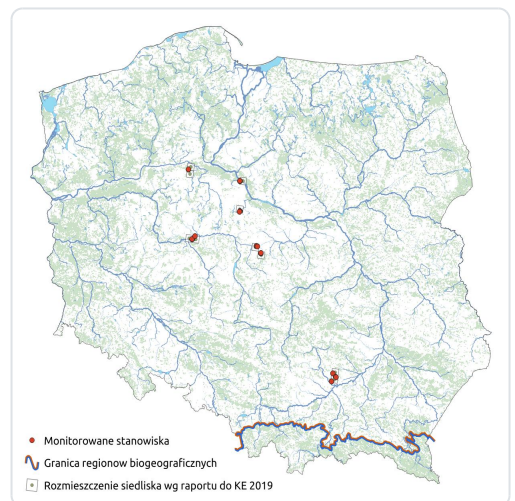 Monitorowane stanowiska
Granica regionow biogeograficznych
Rozmieszczenie siedliska wg raportu do KE 2019